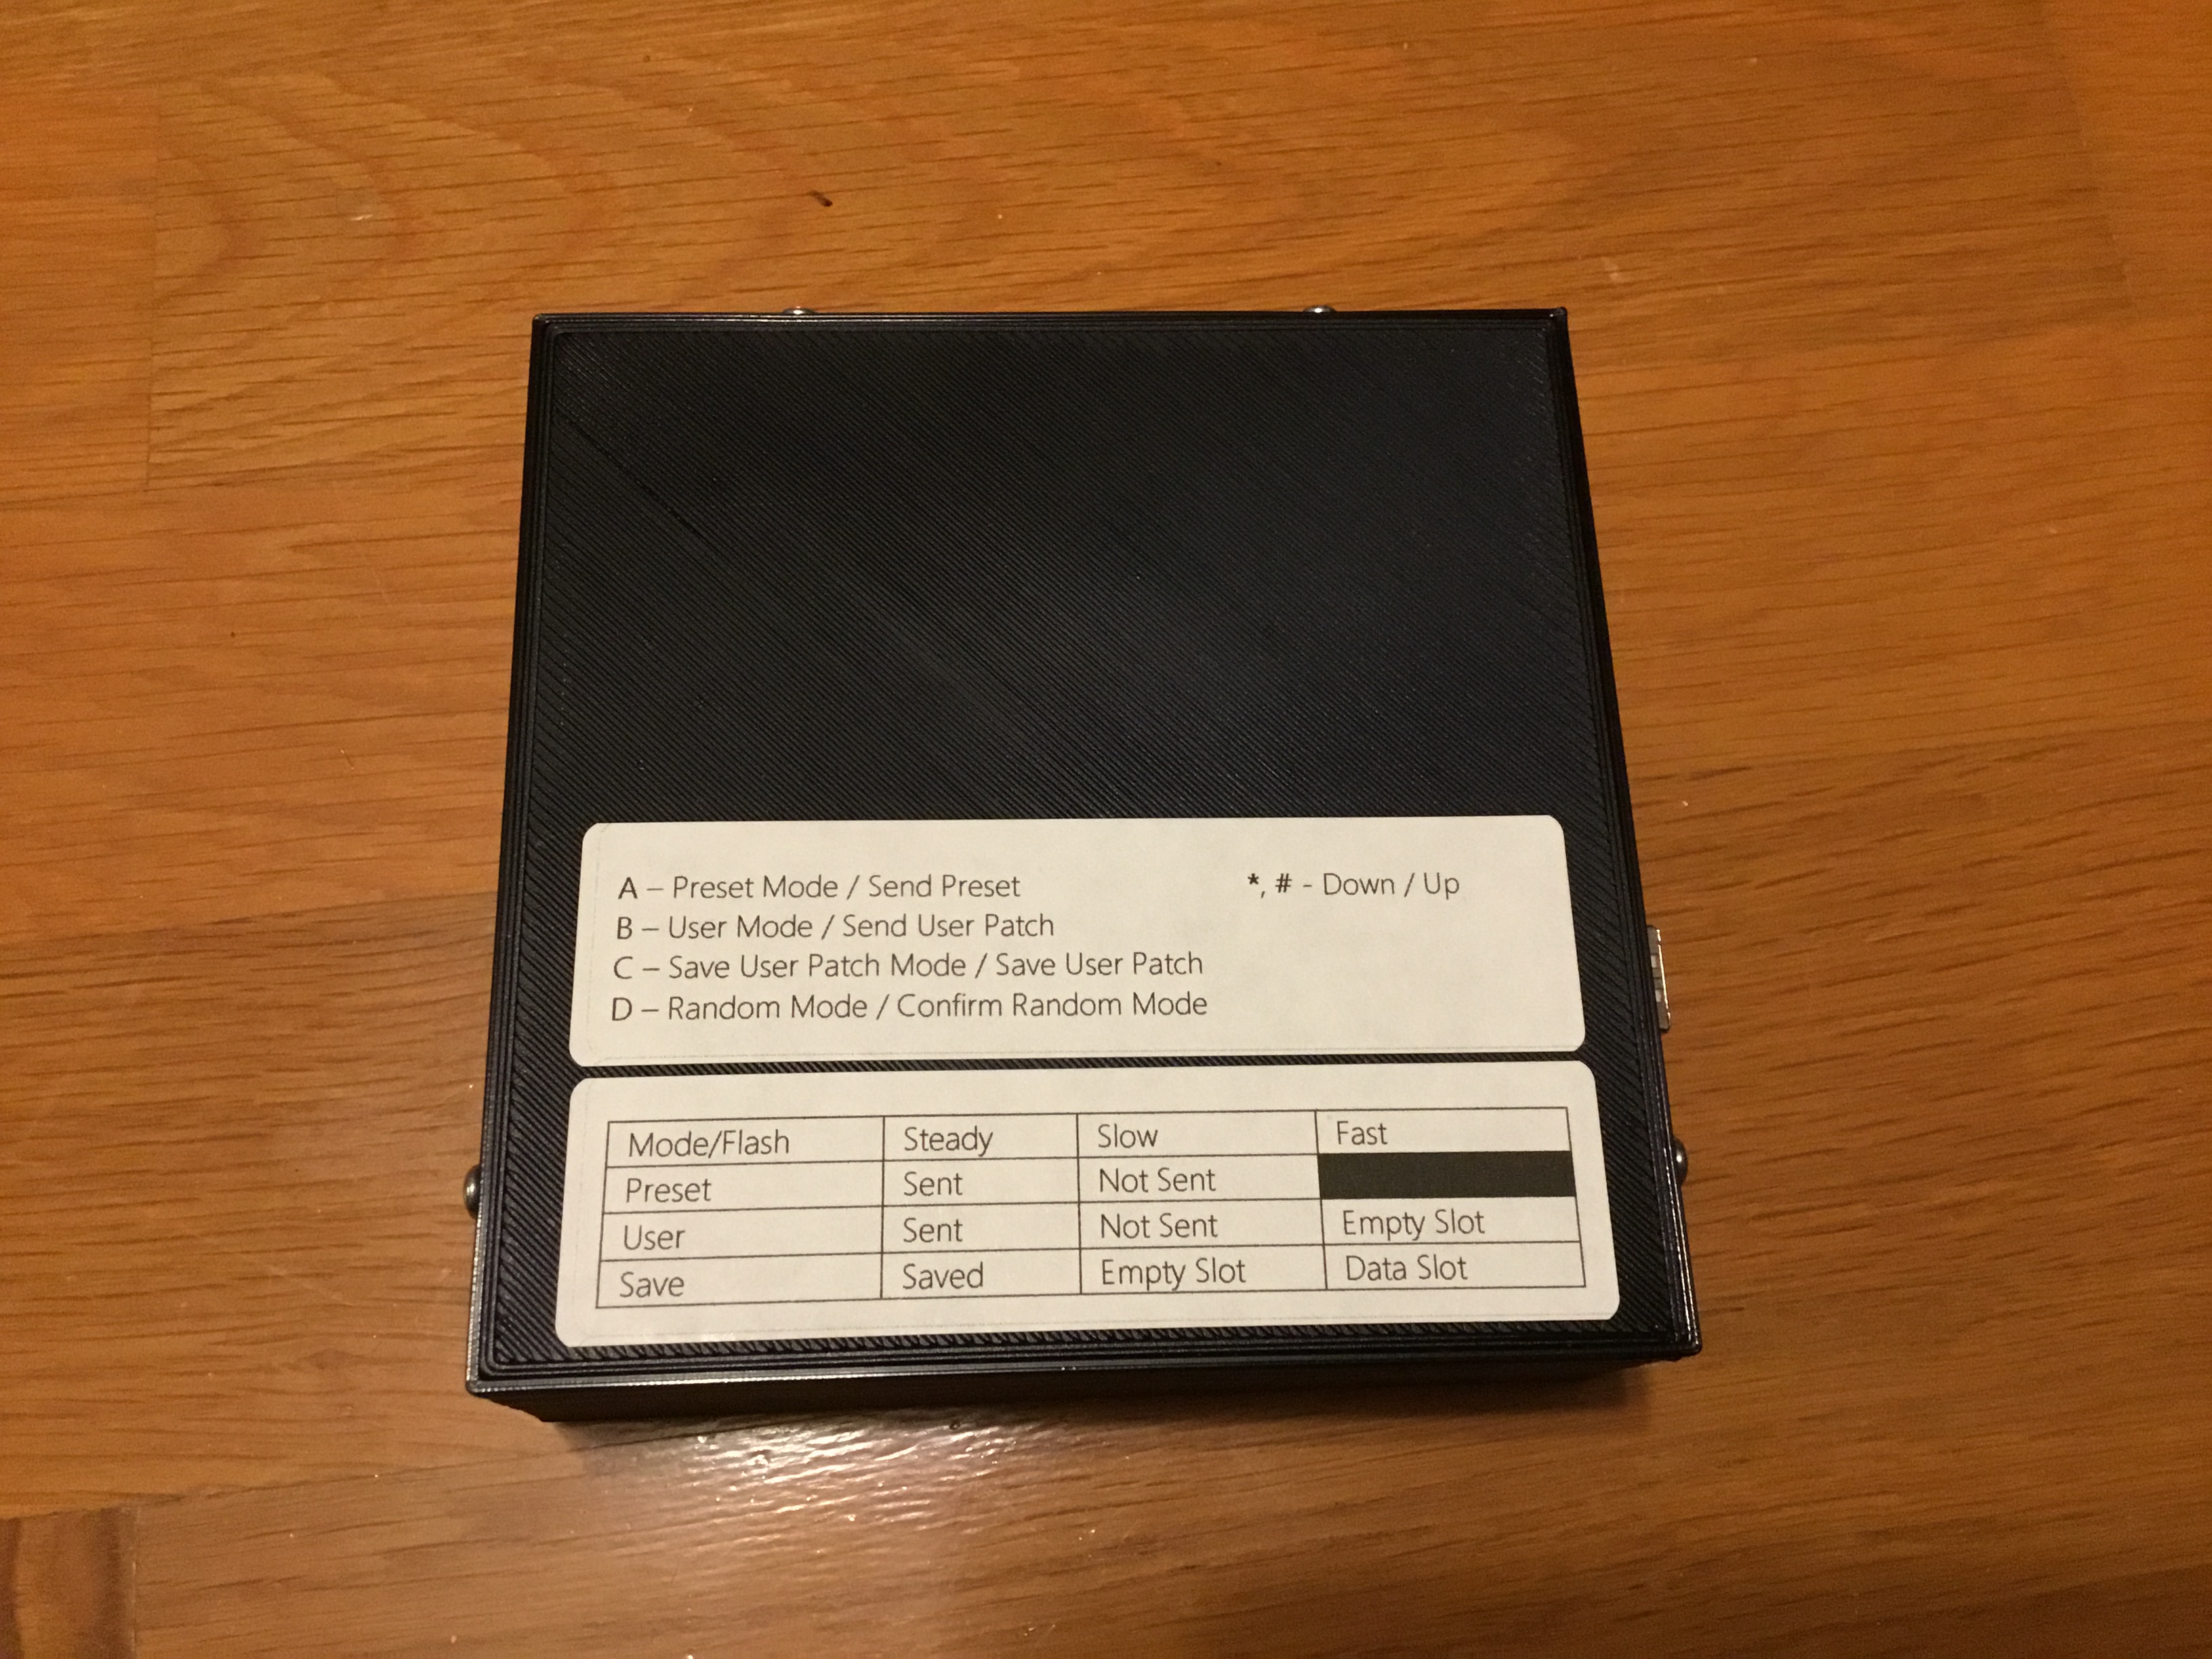 A – Preset Mode / Send Preset *, # - Down / Up
B – User Mode / Send User Patch
C – Save User Patch Mode / Save User Patch
D – Random Mode / Confirm Random Mode
Mode/Flash Steady Slow Fast
Preset Sent Not Sent
User Sent Not Sent Empty Slot
Save Saved Empty Slot Data Slot